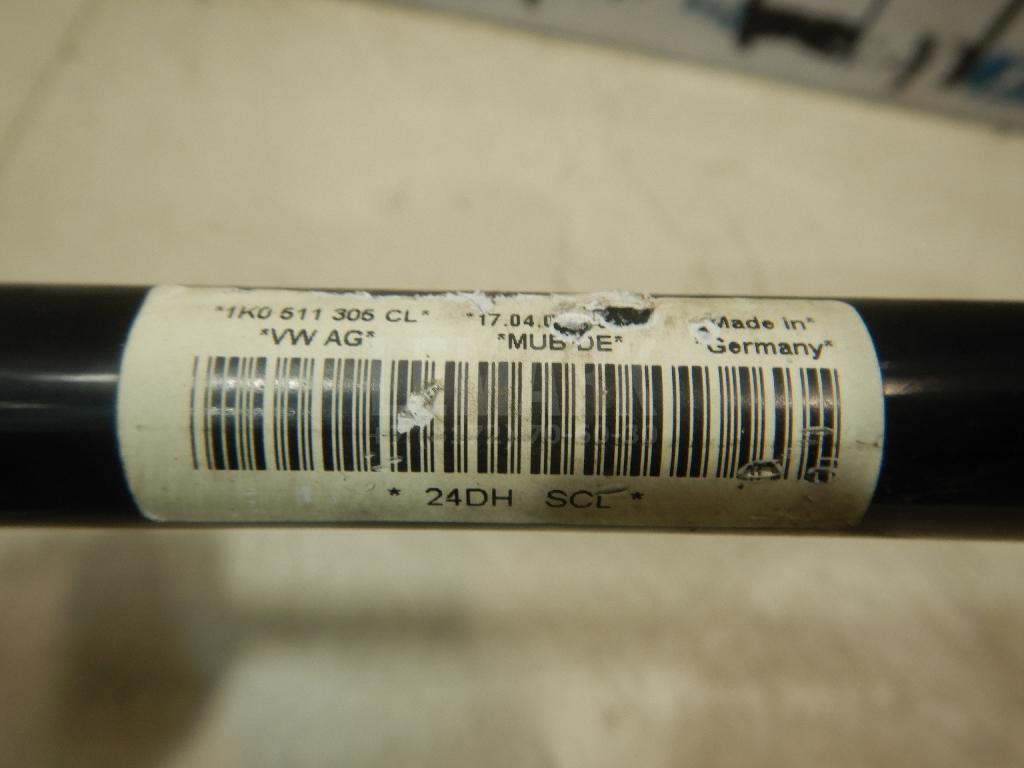 *1K0 511 305 CL* *Made in*
*VW AG* *MUB DE* *Germany*
* 24DH SCL *